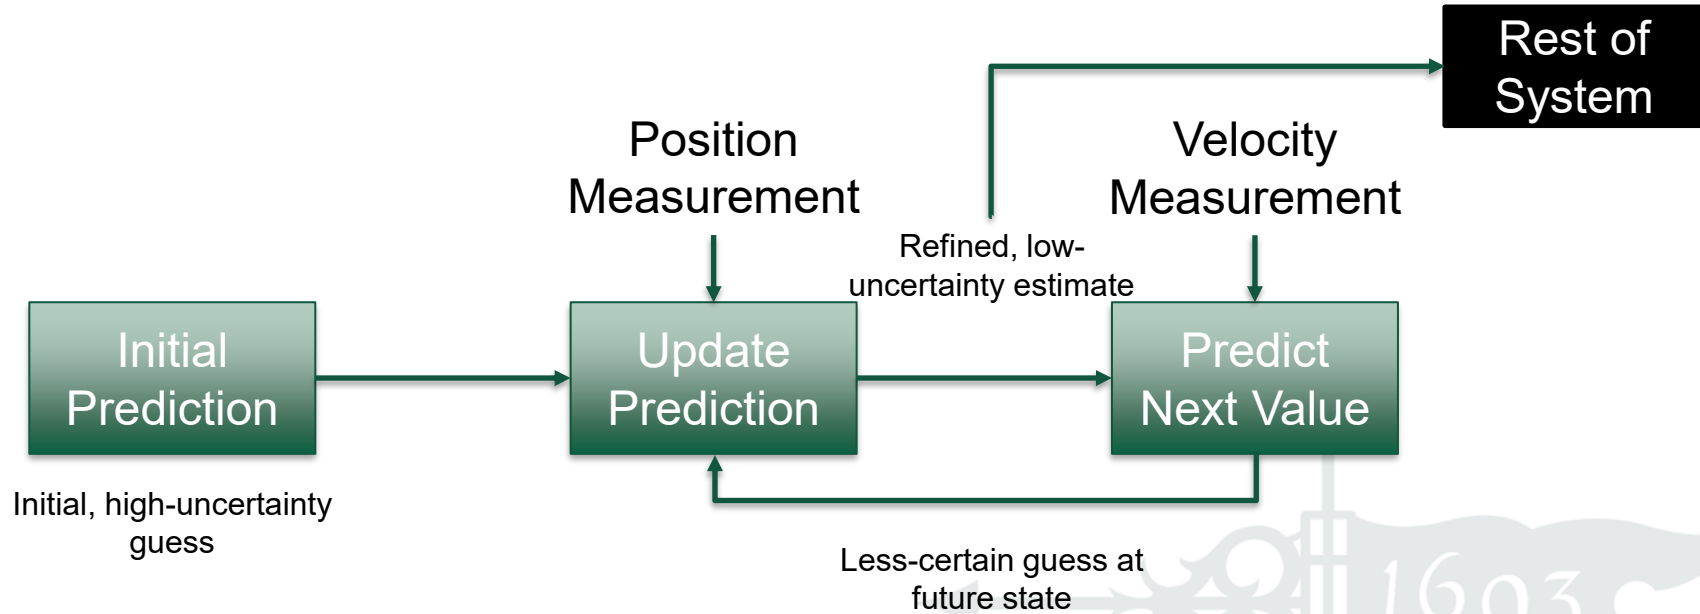 Rest of
System
Position
Measurement
Velocity
Measurement
Refined, low-
uncertainty estimate
Initial
Prediction
Update
Prediction
Predict
Next Value
Initial, high-uncertainty
guess
Less-certain guess at
future state
1693